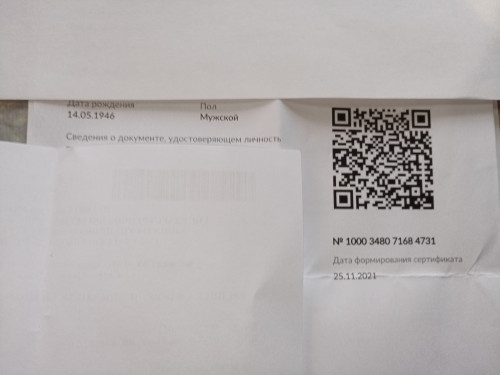 Дата рождения
14.05.1946
Пол
Мужской
Сведения о документе, удостоверяющем личность
№ 1000 3480 7168 4731
Дата формирования сертификата
25.11.2021